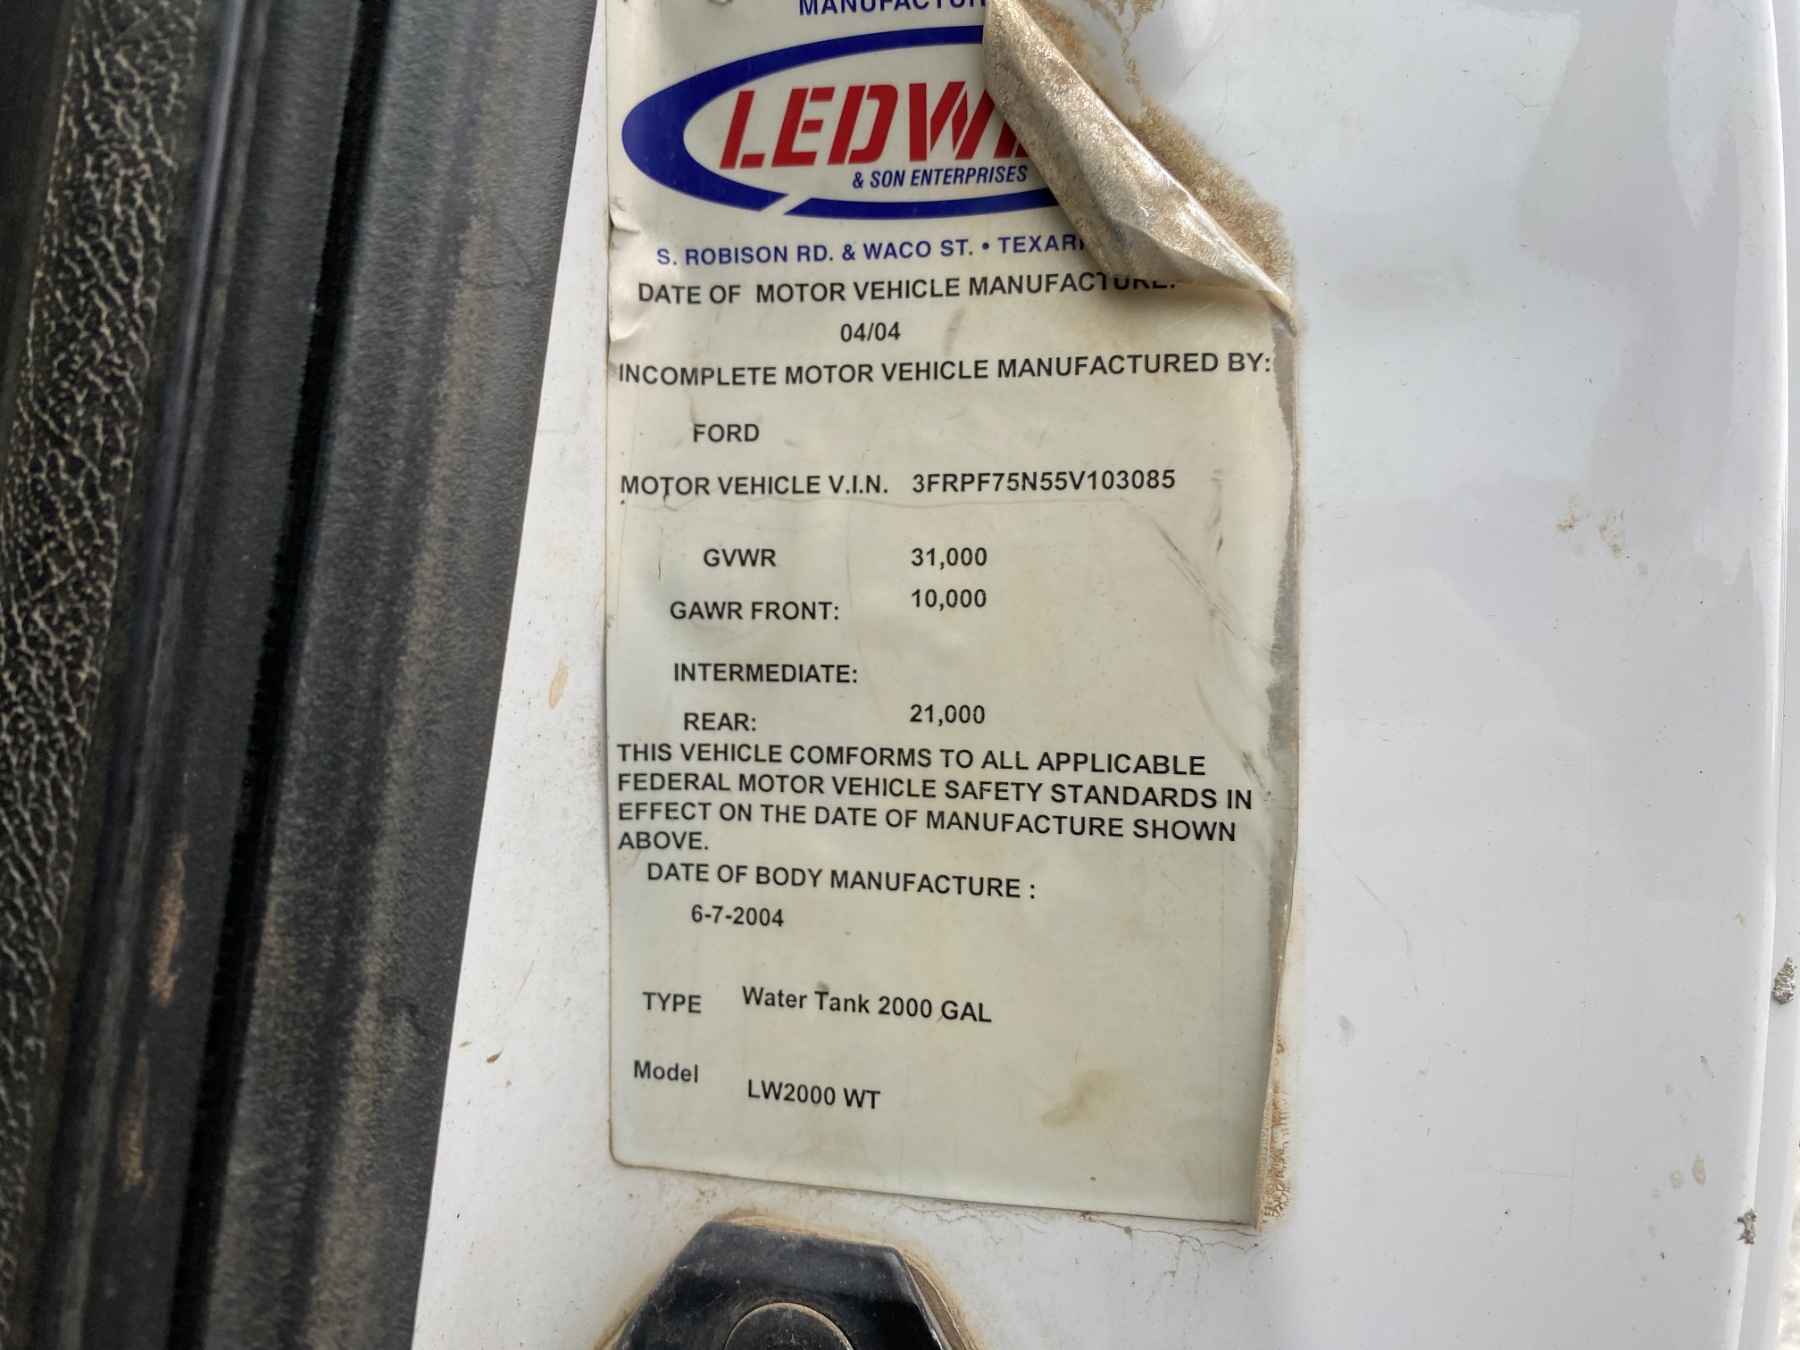 & SON ENTERPRISES
S. ROBISON RD. & WACO ST. •
DATE OF MOTOR VEHICLE MANUFACTURE:
04/04
INCOMPLETE MOTOR VEHICLE MANUFACTURED BY:
FORD
MOTOR VEHICLE V.I.N. 3FRPF75N55V103085
GVWR 31,000
GAWR FRONT: 10,000
INTERMEDIATE:
REAR: 21,000
THIS VEHICLE COMFORMS TO ALL APPLICABLE
FEDERAL MOTOR VEHICLE SAFETY STANDARDS IN
EFFECT ON THE DATE OF MANUFACTURE SHOWN
ABOVE.
DATE OF BODY MANUFACTURE :
6-7-2004
TYPE Water Tank 2000 GAL
Model LW2000 WT